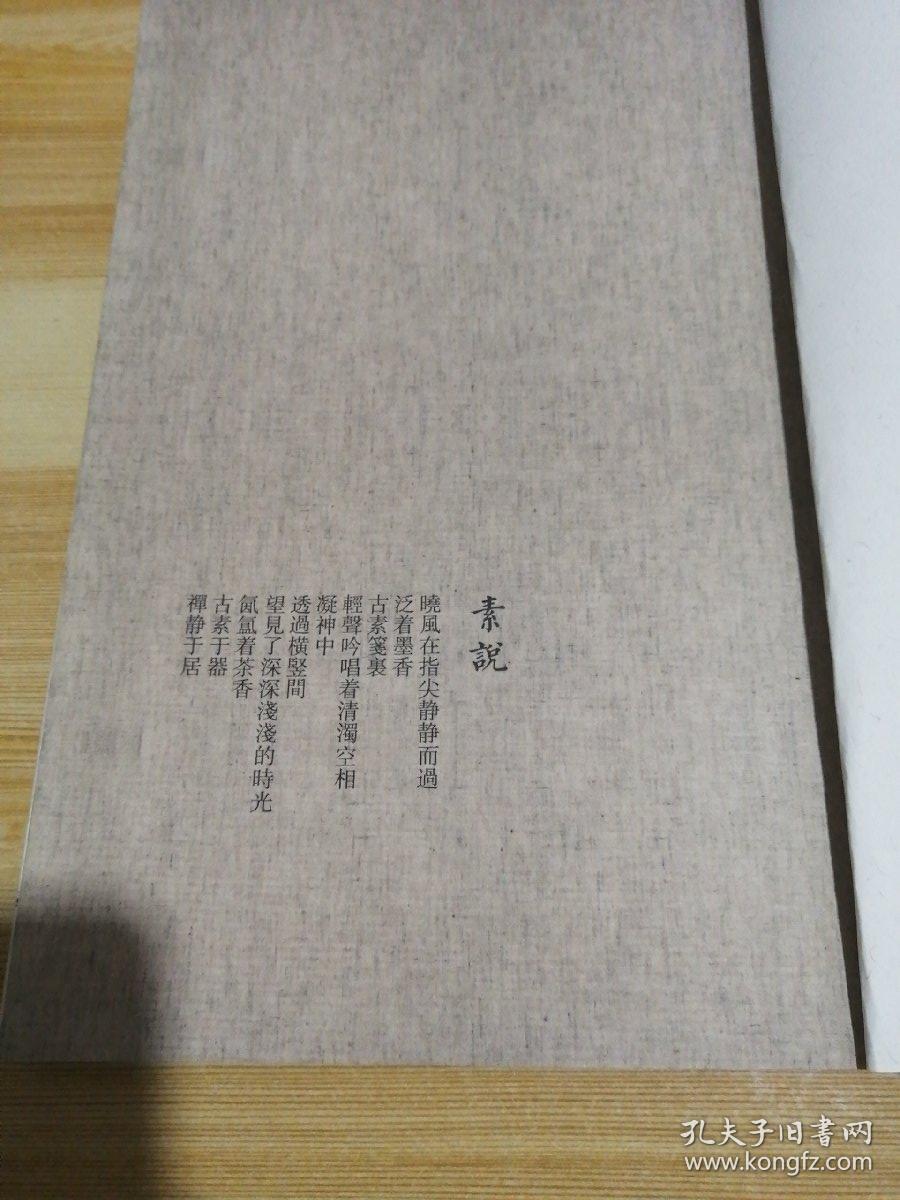 素説
曉風在指尖静静而過
泛着墨香
古素箋裏
輕聲吟唱着清濁空相
凝神中
透過横竪間
望見了深深淺淺的時光
氤氲着茶香
古素于器
禪静于居
孔夫子旧書网
www.kongfz.com